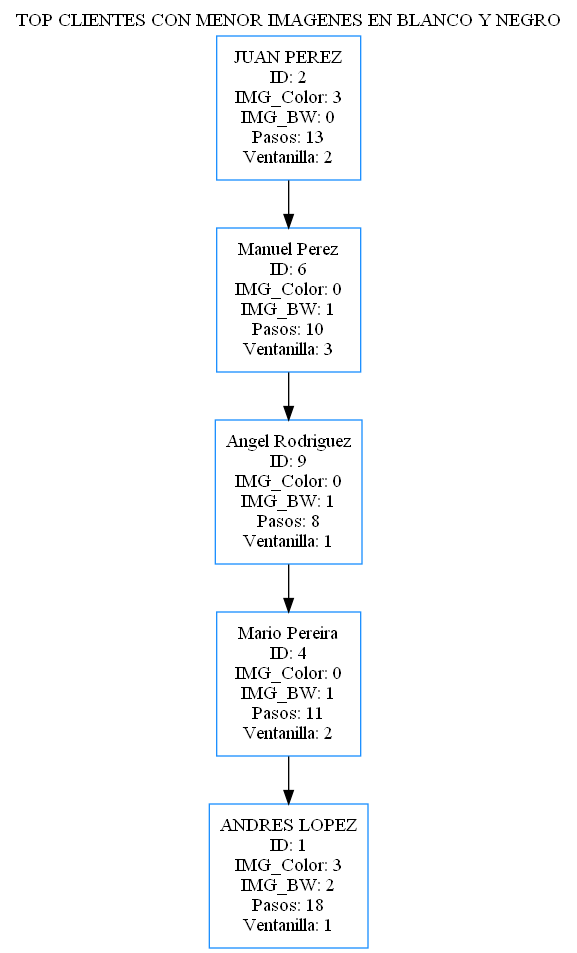 TOP CLIENTES CON MENOR IMAGENES EN BLANCO Y NEGRO
JUAN PEREZ
ID: 2
IMG_Color: 3
IMG_BW: 0
Pasos: 13
Ventanilla: 2
Manuel Perez
ID: 6
IMG_Color: 0
IMG_BW: 1
Pasos: 10
Ventanilla: 3
Angel Rodriguez
ID: 9
IMG_Color: 0
IMG_BW: 1
Pasos: 8
Ventanilla: 1
Mario Pereira
ID: 4
IMG_Color: 0
IMG_BW: 1
Pasos: 11
Ventanilla: 2
ANDRES LOPEZ
ID: 1
IMG_Color: 3
IMG_BW: 2
Pasos: 18
Ventanilla: 1